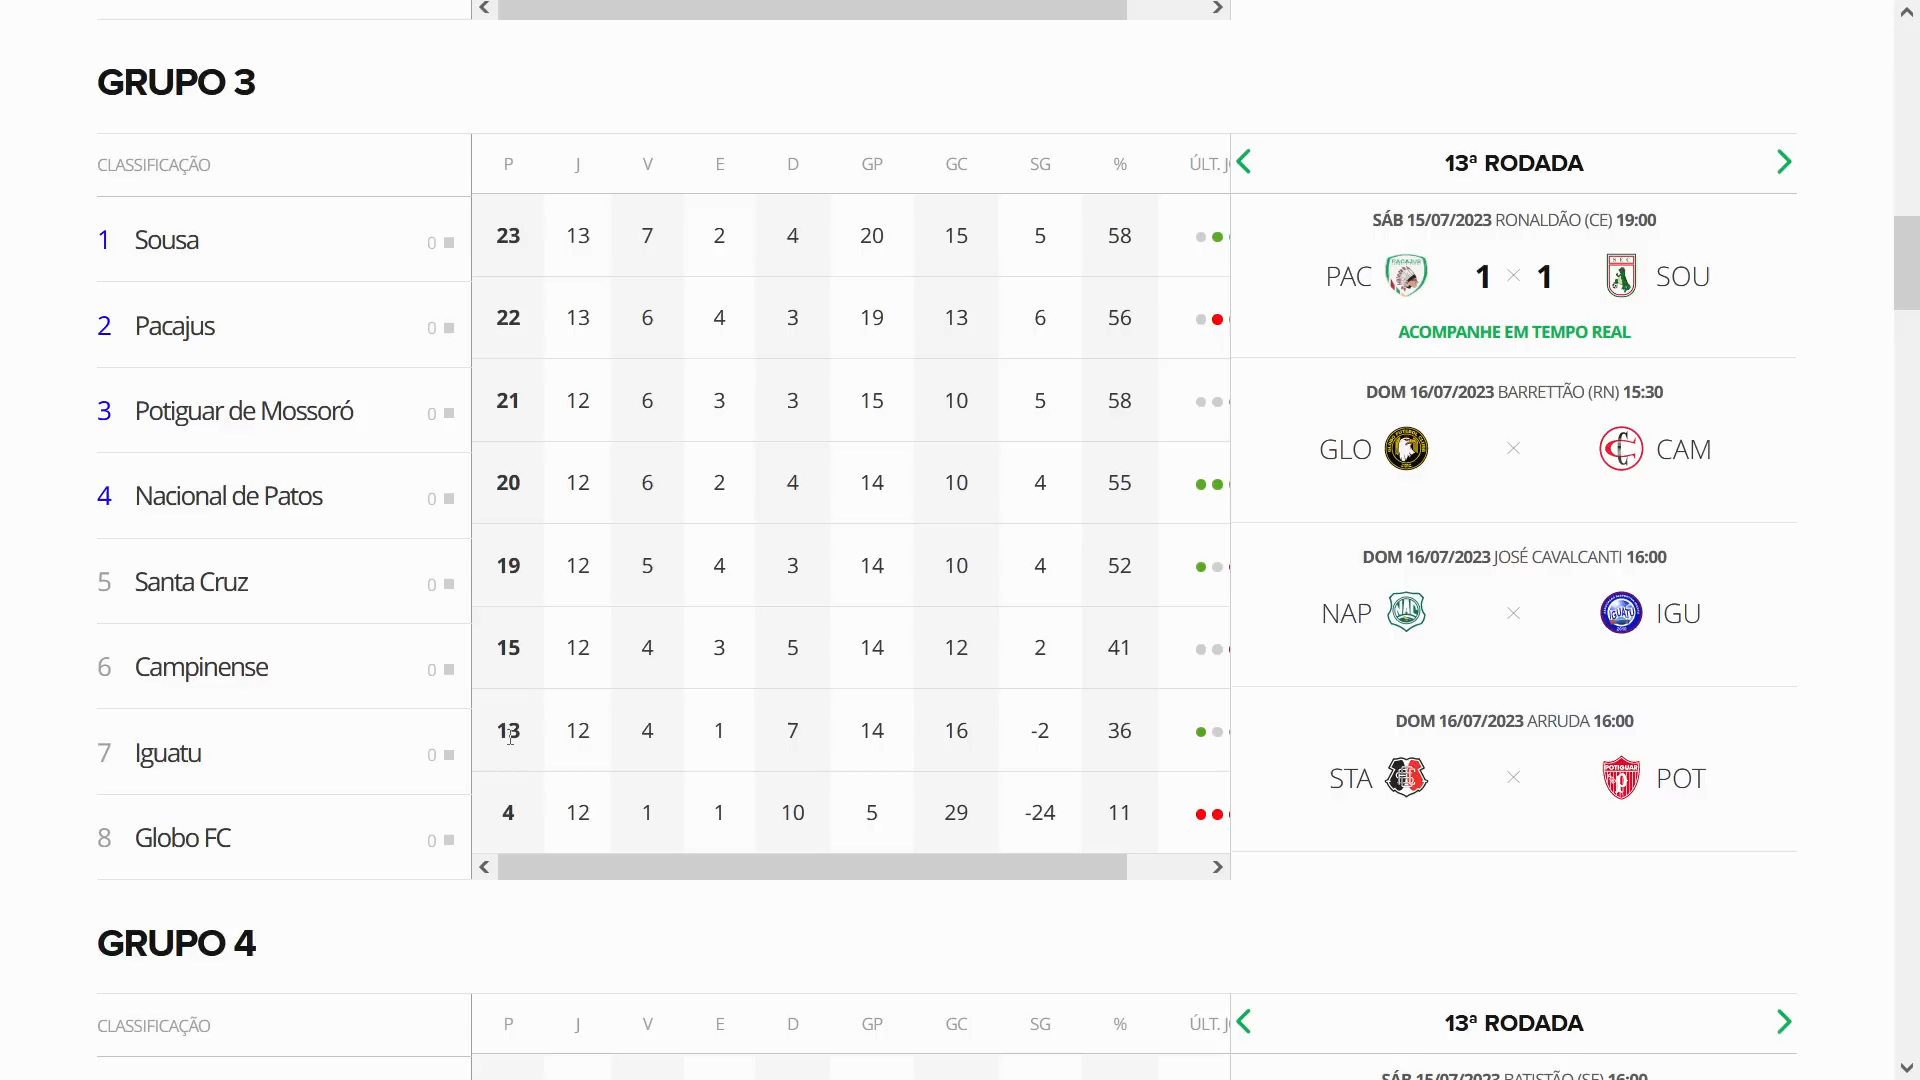 GRUPO 3
CLASSIFICAÇÃO P J V E D GP GC SG % ÚLT. J
1 Sousa 0 23 13 7 2 4 20 15 5 58
2 Pacajus 0 22 13 6 4 3 19 13 6 56
3 Potiguar de Mossoró 0 21 12 6 3 3 15 10 5 58
4 Nacional de Patos 0 20 12 6 2 4 14 10 4 55
5 Santa Cruz 0 19 12 5 4 3 14 10 4 52
6 Campinense 0 15 12 4 3 5 14 12 2 41
7 Iguatu 0 13 12 4 1 7 14 16 -2 36
8 Globo FC 0 4 12 1 1 10 5 29 -24 11
13ª RODADA
SÁB 15/07/2023 RONALDÃO (CE) 19:00
PAC 1 × 1 SOU
ACOMPANHE EM TEMPO REAL
DOM 16/07/2023 BARRETTÃO (RN) 15:30
GLO × CAM
DOM 16/07/2023 JOSÉ CAVALCANTI 16:00
NAP × IGU
DOM 16/07/2023 ARRUDA 16:00
STA × POT
GRUPO 4
CLASSIFICAÇÃO P J V E D GP GC SG % ÚLT. J
13ª RODADA
SÁB 15/07/2023 BATISTÃO (SE) 16:00